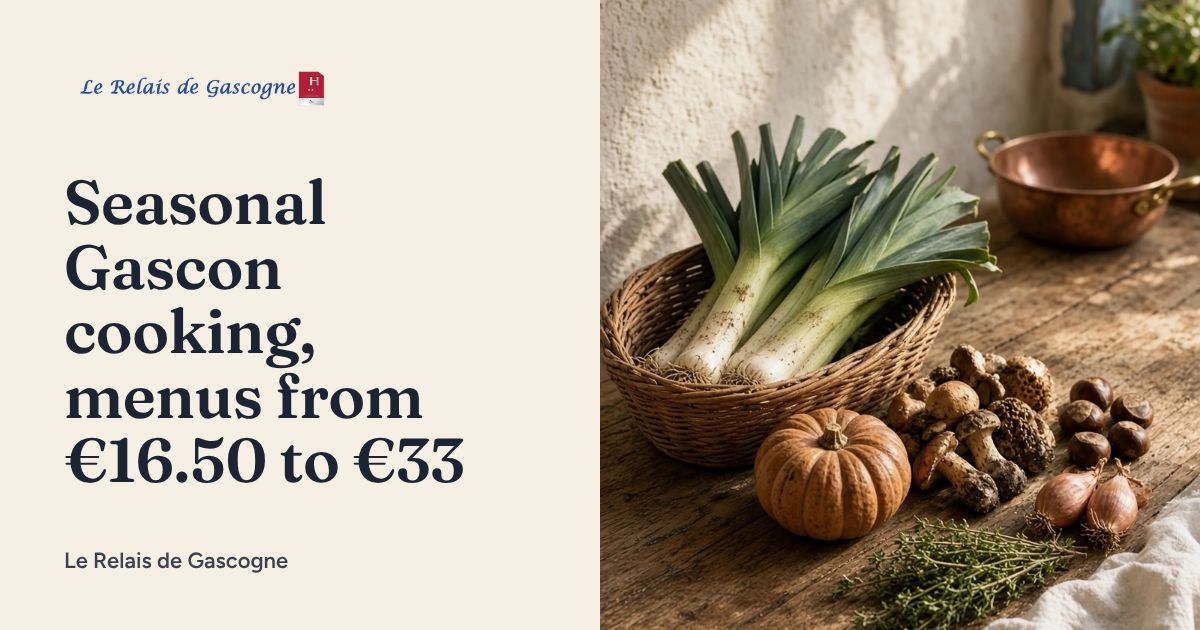 Le Relais de Gascogne
H
Seasonal
Gascon
cooking,
menus from
€16.50 to €33
Le Relais de Gascogne